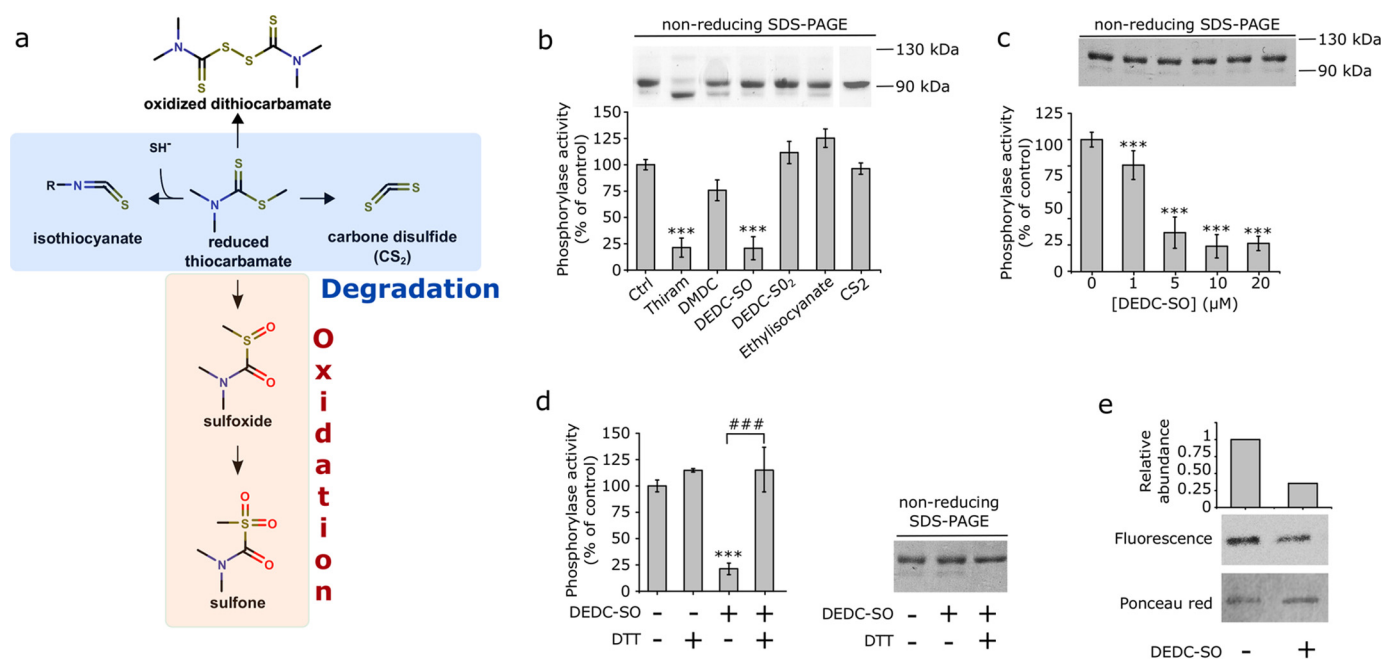 a
N
S
S
S
S
N
oxidized dithiocarbamate
SH⁻
R
N
S
S
N
S
S
S
isothiocyanate
reduced
thiocarbamate
carbone disulfide
(CS₂)
Degradation
S
O
N
O
sulfoxide
O
S
O
N
O
sulfone
Oxidation
b
non-reducing SDS-PAGE
130 kDa
90 kDa
Phosphorylase activity
(% of control)
150
125
100
75
50
25
0
***
***
Ctrl
Thiram
DMDC
DEDC-SO
DEDC-S0₂
Ethylisocyanate
CS2
c
non-reducing SDS-PAGE
130 kDa
90 kDa
Phosphorylase activity
(% of control)
125
100
75
50
25
0
***
***
***
***
0 1 5 10 20
[DEDC-SO] (µM)
d
Phosphorylase activity
(% of control)
150
125
100
75
50
25
0
###
***
DEDC-SO - - + +
DTT - + - +
non-reducing
SDS-PAGE
DEDC-SO - + +
DTT - - +
e
Relative
abundance
1
0.75
0.5
0.25
0
Fluorescence
Ponceau red
DEDC-SO - +